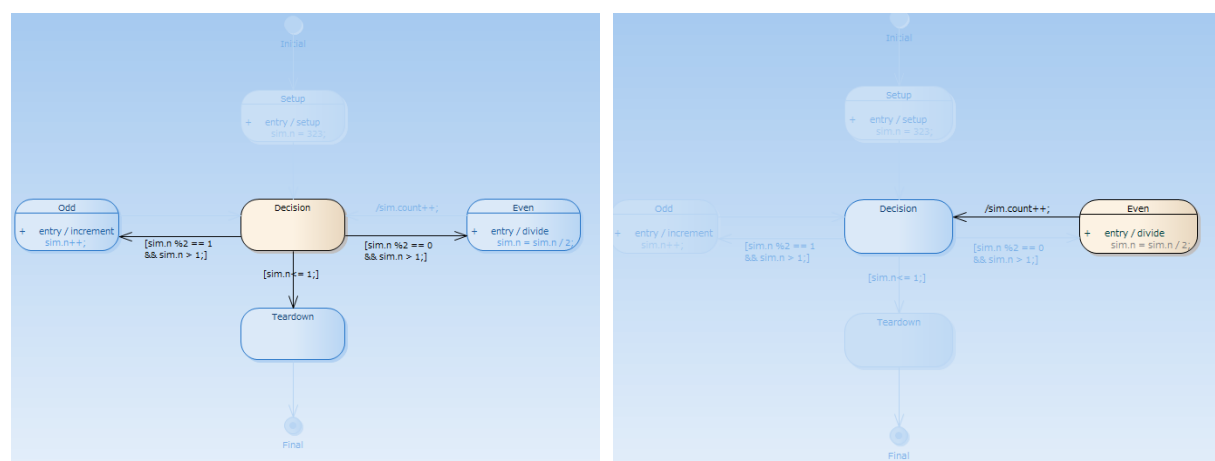 Initial
Setup
+ entry / setup
sim.n = 323;
Odd
+ entry / increment
sim.n++;
Decision
/sim.count++;
Even
+ entry / divide
sim.n = sim.n / 2;
[sim.n %2 == 1
&& sim.n > 1;]
[sim.n %2 == 0
&& sim.n > 1;]
[sim.n<= 1;]
Teardown
Final
Initial
Setup
+ entry / setup
sim.n = 323;
Odd
+ entry / increment
sim.n++;
Decision
/sim.count++;
Even
+ entry / divide
sim.n = sim.n / 2;
[sim.n %2 == 1
&& sim.n > 1;]
[sim.n %2 == 0
&& sim.n > 1;]
[sim.n<= 1;]
Teardown
Final